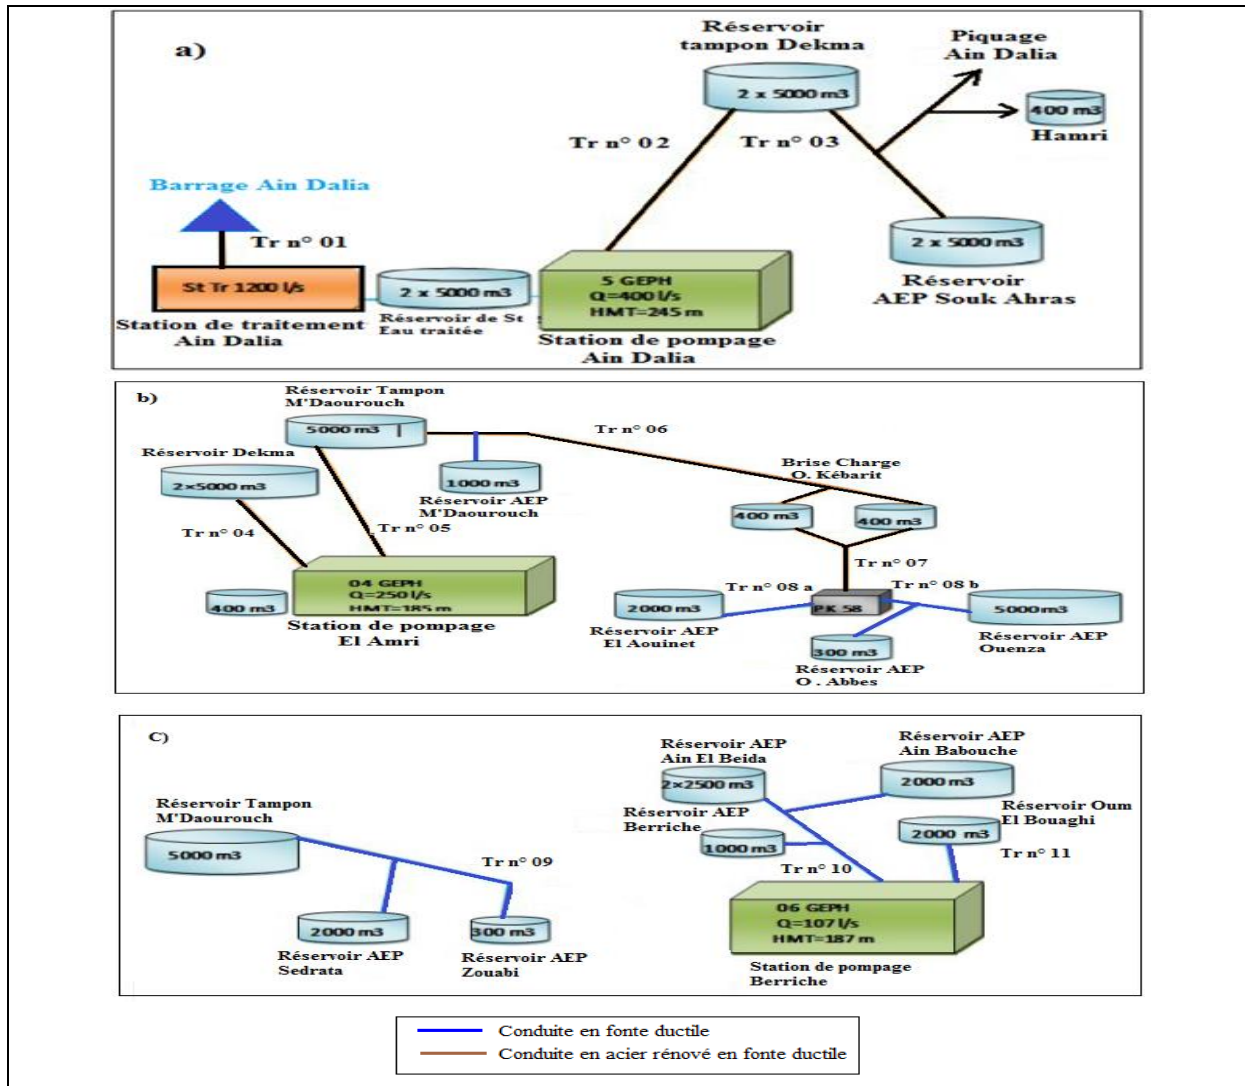 a)
Réservoir
tampon Dekma
2 x 5000 m3
Piquage
Ain Dalia
400 m3
Hamri
Tr n° 02
Tr n° 03
Barrage Ain Dalia
Tr n° 01
St Tr 1200 l/s
Station de traitement
Ain Dalia
2 x 5000 m3
Réservoir de St
Eau traitée
5 GEPH
Q=400 l/s
HMT=245 m
Station de pompage
Ain Dalia
2 x 5000 m3
Réservoir
AEP Souk Ahras
b)
Réservoir Tampon
M'Daourouch
5000 m3
Réservoir Dekma
2×5000 m3
Tr n° 04
Tr n° 05
1000 m3
Réservoir AEP
M'Daourouch
Tr n° 06
Brise Charge
O. Kébarit
400 m3
400 m3
Tr n° 07
400 m3
04 GEPH
Q=250 l/s
HMT=185 m
Station de pompage
El Amri
Tr n° 08 a
Tr n° 08 b
2000 m3
Réservoir AEP
El Aouinet
PK 58
300 m3
Réservoir AEP
O . Abbes
5000m3
Réservoir AEP
Ouenza
C)
Réservoir Tampon
M'Daourouch
5000 m3
Tr n° 09
2000 m3
Réservoir AEP
Sedrata
300 m3
Réservoir AEP
Zouabi
Réservoir AEP
Ain El Beida
2×2500 m3
Réservoir AEP
Ain Babouche
2000 m3
Réservoir AEP
Berriche
1000 m3
Réservoir Oum
El Bouaghi
2000 m3
Tr n° 10
Tr n° 11
06 GEPH
Q=107 l/s
HMT=187 m
Station de pompage
Berriche
Conduite en fonte ductile
Conduite en acier rénové en fonte ductile